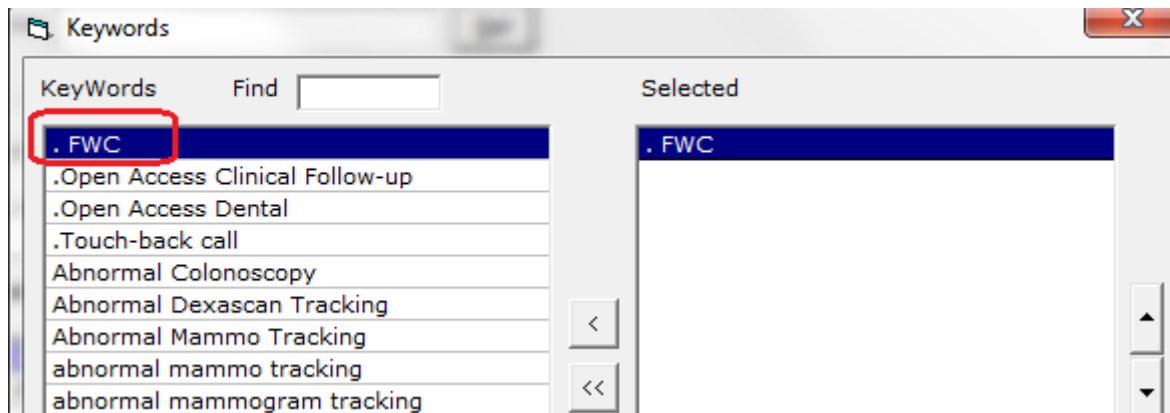 Keywords
KeyWords Find
Selected
. FWC
.Open Access Clinical Follow-up
.Open Access Dental
.Touch-back call
Abnormal Colonoscopy
Abnormal Dexascan Tracking
Abnormal Mammo Tracking
abnormal mammo tracking
abnormal mammogram tracking
. FWC
<
<<